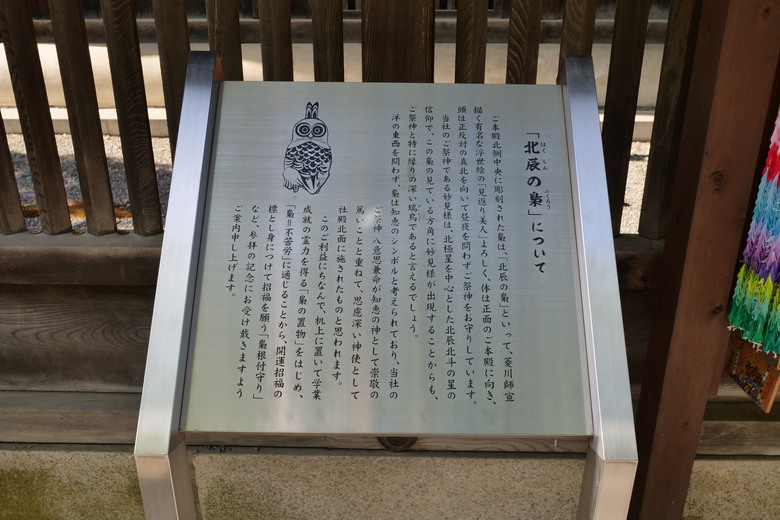 「北辰の梟」について
ほくしん
ふくろう
ご本殿北側中央に彫刻された梟は、「北辰の梟」といって、菱川師宣
描く有名な浮世絵の「見返り美人」よろしく、体は正面のご本殿に向き、
頭は正反対の真北を向いて昼夜を問わずご祭神をお守りしています。
当社のご祭神である妙見様は、北極星を中心とした北辰北斗の星の
信仰で、この梟の見ている方角に妙見様が出現することからも、
ご祭神と特に縁りの深い瑞鳥であると言えるでしょう。
洋の東西を問わず、梟は知恵のシンボルと考えられており、当社の
ご祭神 八意思兼命が知恵の神として崇敬の
篤いことと重ねて、思慮深い神使として
社殿北面に施されたものと思われます。
このご利益にちなんで、机上に置いて学業
成就の霊力を得る「梟の置物」をはじめ、
「梟＝不苦労」に通じることから、開運招福の
標とし身につけて招福を願う「梟根付守り」
など、参拝の記念にお受け戴きますよう
ご案内申し上げます。